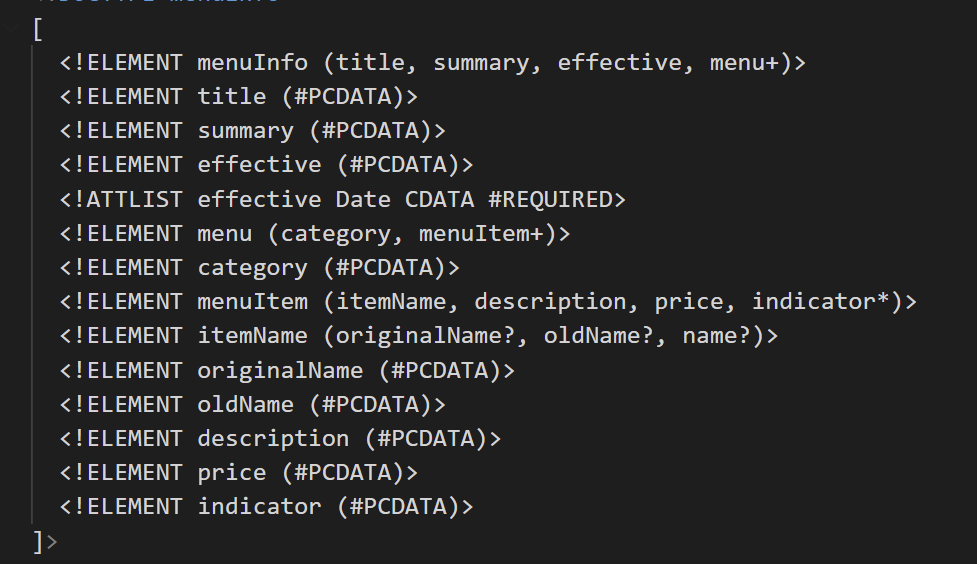 [
<!ELEMENT menuInfo (title, summary, effective, menu+)>
<!ELEMENT title (#PCDATA)>
<!ELEMENT summary (#PCDATA)>
<!ELEMENT effective (#PCDATA)>
<!ATTLIST effective Date CDATA #REQUIRED>
<!ELEMENT menu (category, menuItem+)>
<!ELEMENT category (#PCDATA)>
<!ELEMENT menuItem (itemName, description, price, indicator*)>
<!ELEMENT itemName (originalName?, oldName?, name?)>
<!ELEMENT originalName (#PCDATA)>
<!ELEMENT oldName (#PCDATA)>
<!ELEMENT description (#PCDATA)>
<!ELEMENT price (#PCDATA)>
<!ELEMENT indicator (#PCDATA)>
]>